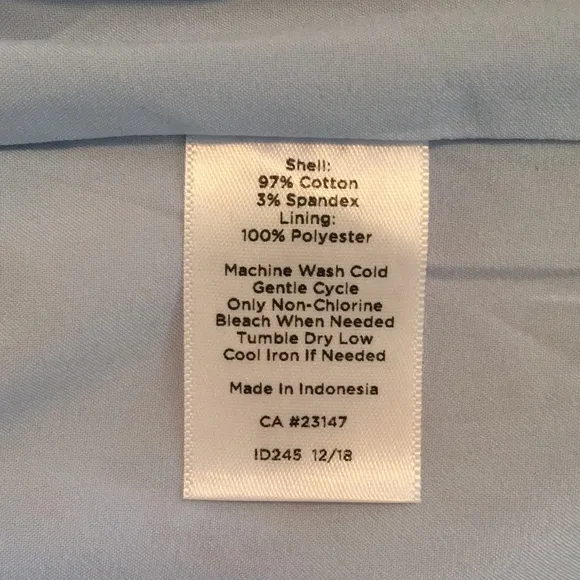 Shell:
97% Cotton
3% Spandex
Lining:
100% Polyester
Machine Wash Cold
Gentle Cycle
Only Non-Chlorine
Bleach When Needed
Tumble Dry Low
Cool Iron If Needed
Made In Indonesia
CA #23147
ID245 12/18